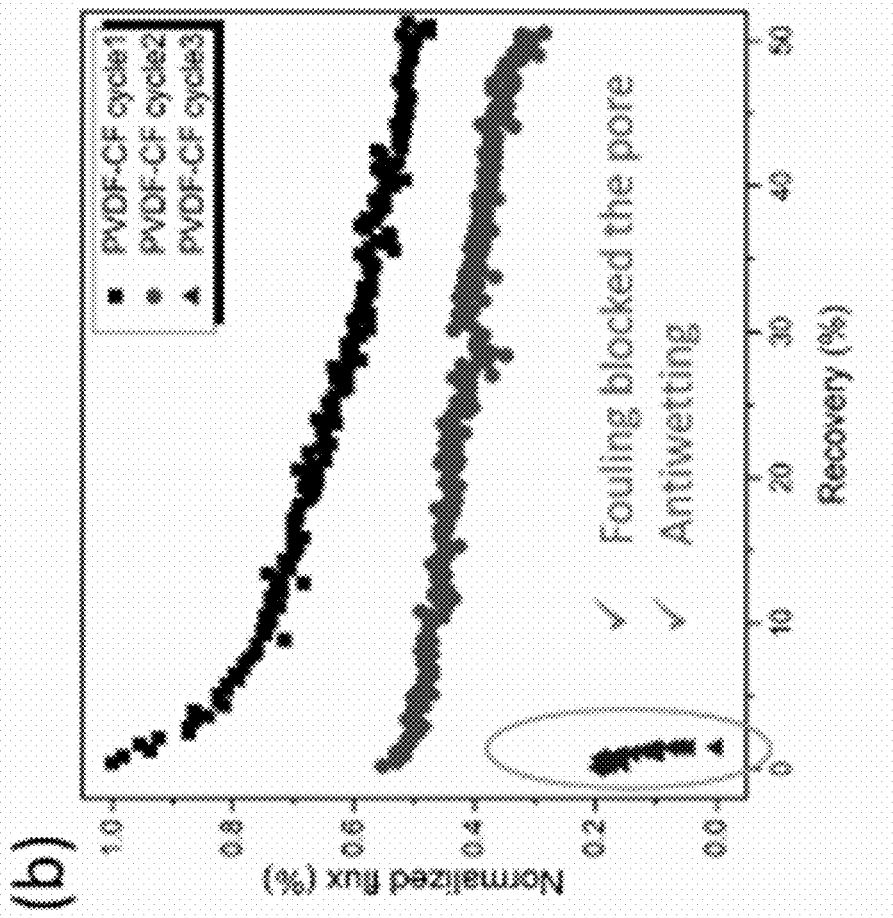 (b)
PVDF-CF cycle1
PVDF-CF cycle2
PVDF-CF cycle3
Normalized flux (%)
1.0
0.8
0.6
0.4
0.2
0.0
✓ Fouling blocked the pore
✓ Antiwetting
0 10 20 30 40 50
Recovery (%)